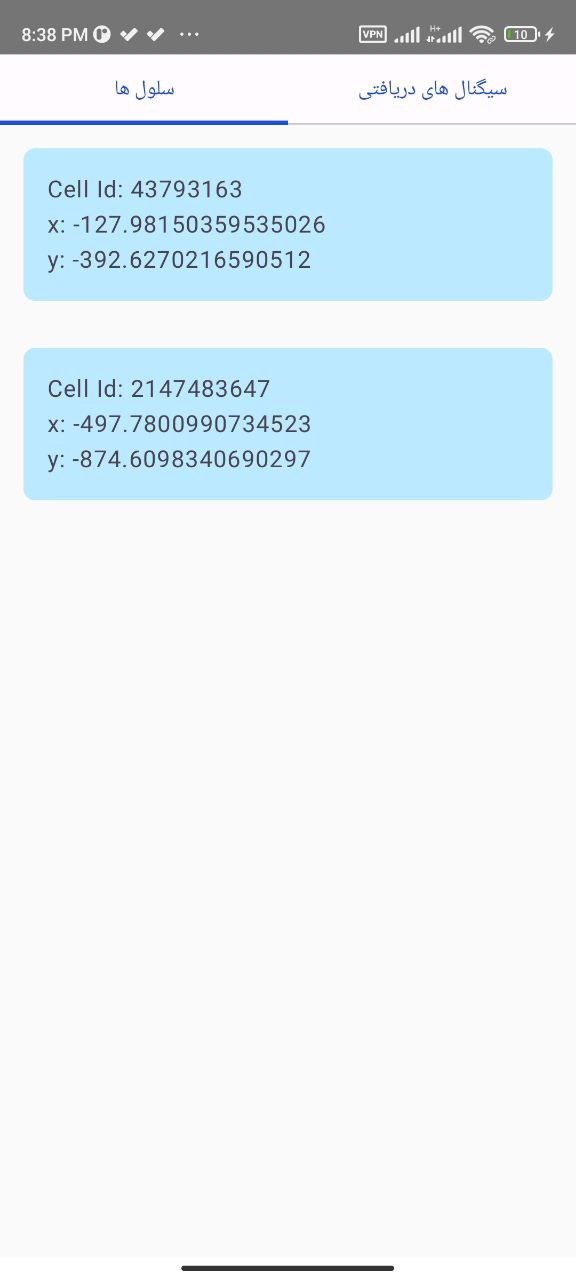 8:38 PM
VPN
H+
10
سلول ها
سیگنال های دریافتی
Cell Id: 43793163
x: -127.98150359535026
y: -392.6270216590512
Cell Id: 2147483647
x: -497.7800990734523
y: -874.6098340690297